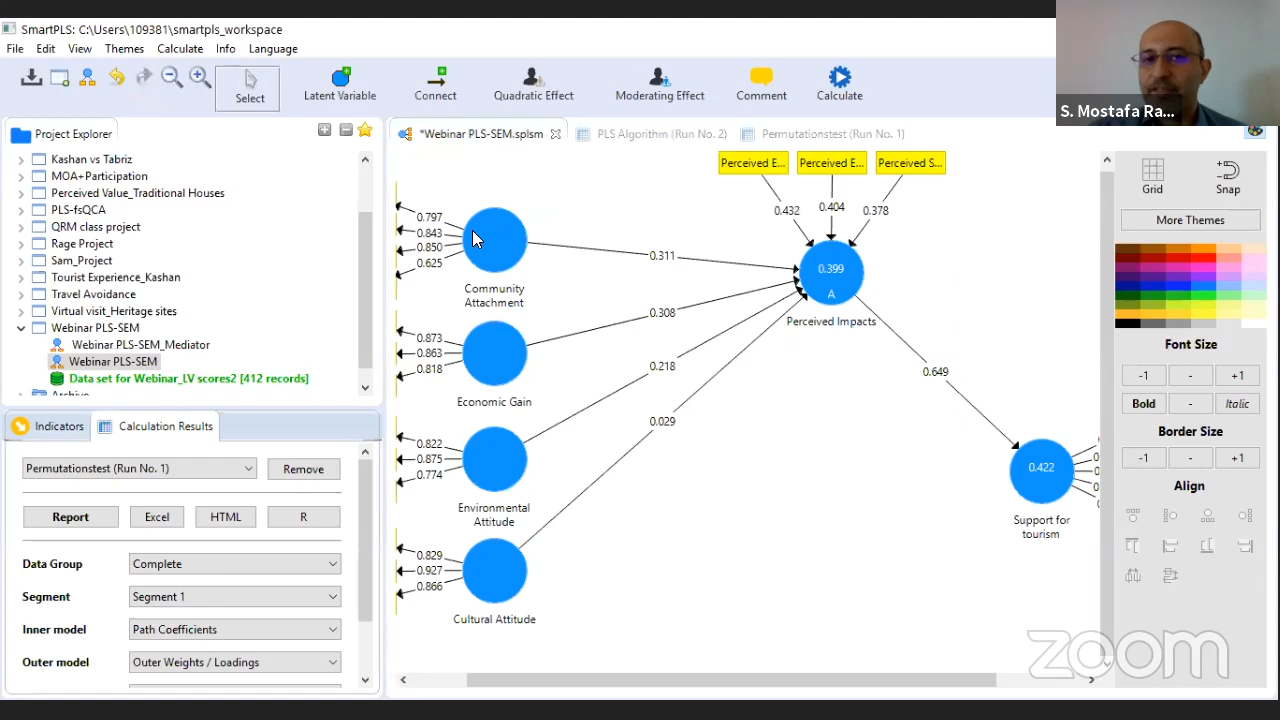 SmartPLS: C:\Users\109381\smartpls_workspace
File Edit View Themes Calculate Info Language
Select
Latent Variable
Connect
Quadratic Effect
Moderating Effect
Comment
Calculate
S. Mostafa Ra...
Project Explorer
Kashan vs Tabriz
MOA+Participation
Perceived Value_Traditional Houses
PLS-fsQCA
QRM class project
Rage Project
Sam_Project
Tourist Experience_Kashan
Travel Avoidance
Virtual visit_Heritage sites
Webinar PLS-SEM
Webinar PLS-SEM_Mediator
Webinar PLS-SEM
Data set for Webinar_LV scores2 [412 records]
Archive
Indicators
Calculation Results
Permutationstest (Run No. 1)
Remove
Report
Excel
HTML
R
Data Group
Complete
Segment
Segment 1
Inner model
Path Coefficients
Outer model
Outer Weights / Loadings
*Webinar PLS-SEM.splsm
PLS Algorithm (Run No. 2)
Permutationstest (Run No. 1)
Perceived E...
Perceived E...
Perceived S...
0.432
0.404
0.378
0.797
0.843
0.850
0.625
Community
Attachment
0.311
0.399
A
Perceived Impacts
0.308
0.873
0.863
0.818
Economic Gain
0.218
0.649
0.029
0.822
0.875
0.774
Environmental
Attitude
0.422
Support for
tourism
0.829
0.927
0.866
Cultural Attitude
Grid
Snap
More Themes
Font Size
-1 - +1
Bold - Italic
Border Size
-1 - +1
Align
zoom